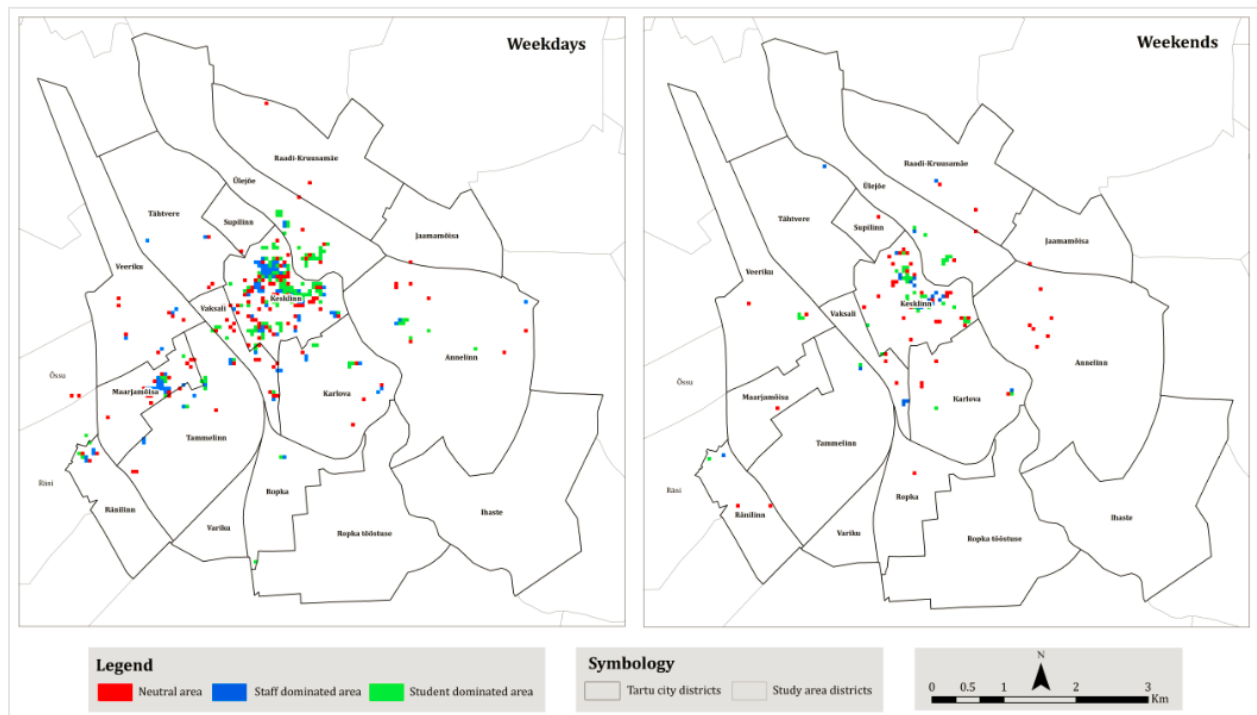 Weekdays
Raadi-Kruusamäe
Ülejõe
Tähtvere
Supilinn
Jaamamõisa
Veeriku
Kesklinn
Vaksali
Annelinn
Õssu
Maarjamõisa
Karlova
Tammelinn
Räni
Ropka
Ränilinn
Ihaste
Variku
Ropka tööstuse
Weekends
Raadi-Kruusamäe
Ülejõe
Tähtvere
Supilinn
Jaamamõisa
Veeriku
Kesklinn
Vaksali
Annelinn
Õssu
Maarjamõisa
Karlova
Tammelinn
Räni
Ropka
Ränilinn
Ihaste
Variku
Ropka tööstuse
Legend
Neutral area
Staff dominated area
Student dominated area
Symbology
Tartu city districts
Study area districts
N
0 0.5 1 2 3
Km